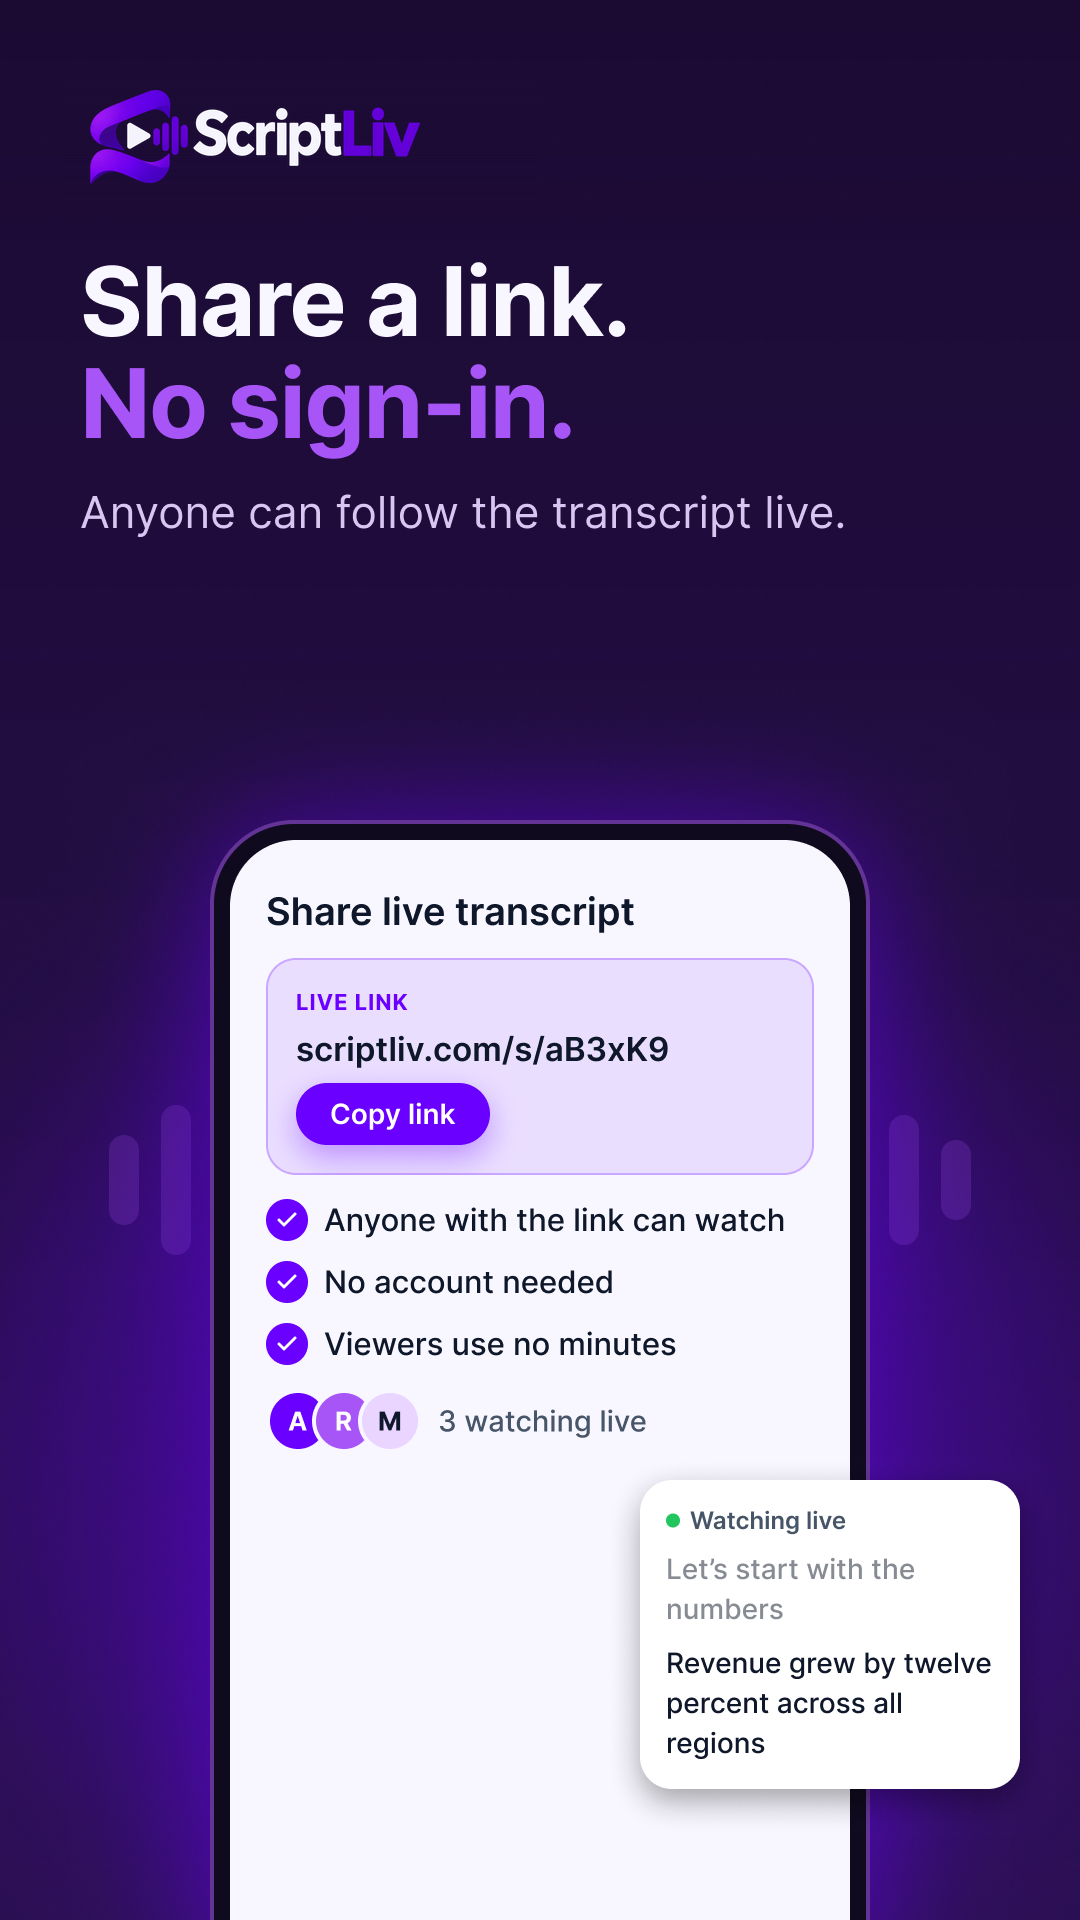 ScriptLiv
Share a link.
No sign-in.
Anyone can follow the transcript live.
Share live transcript
LIVE LINK
scriptliv.com/s/aB3xK9
Copy link
Anyone with the link can watch
No account needed
Viewers use no minutes
A R M 3 watching live
Watching live
Let’s start with the
numbers
Revenue grew by twelve
percent across all
regions